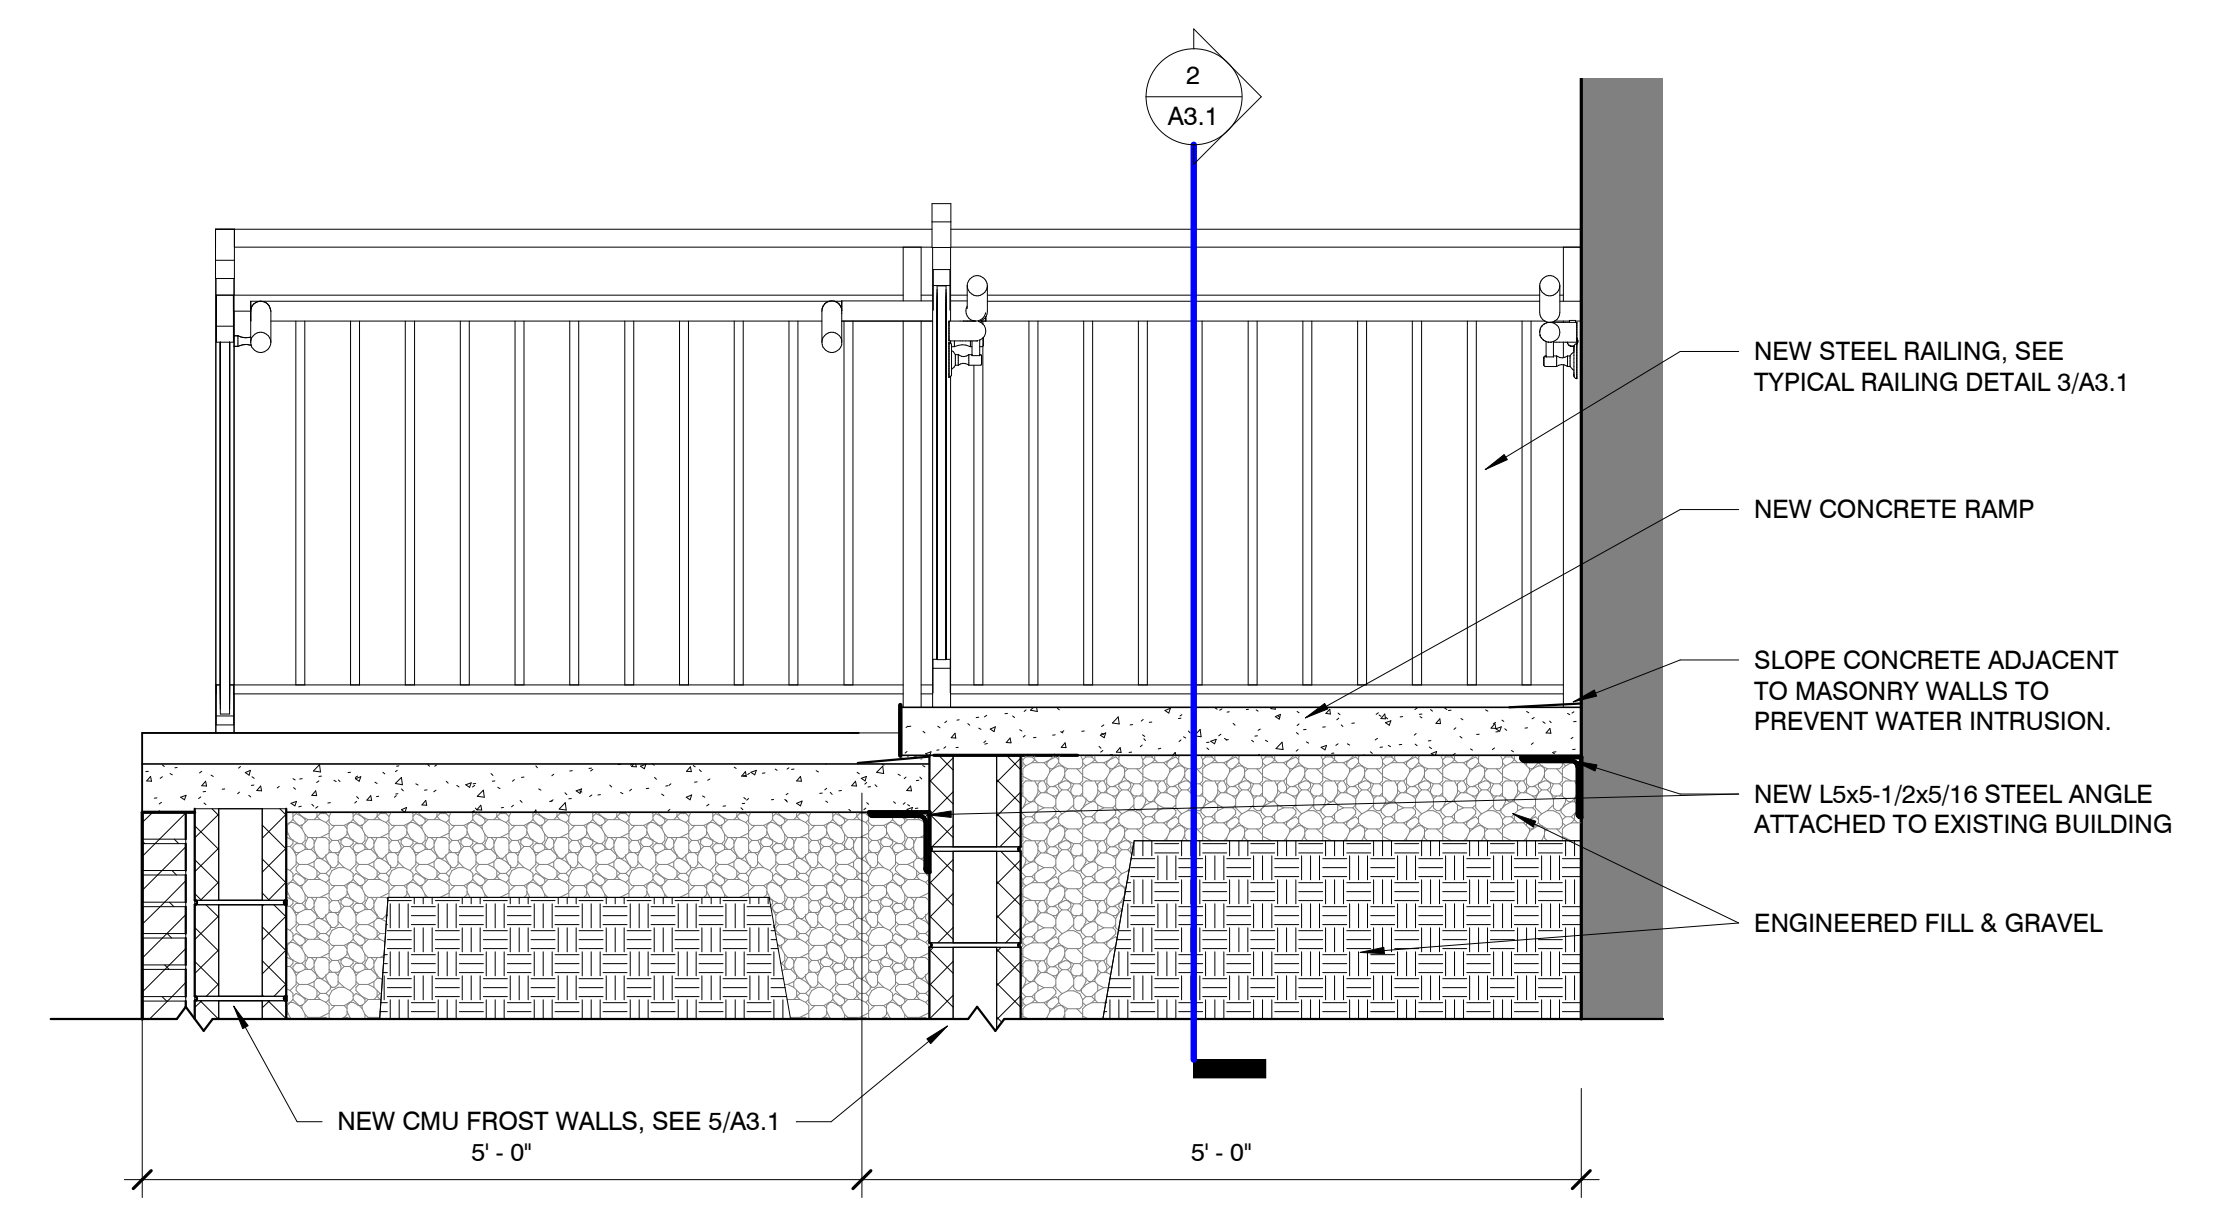 2
A3.1
NEW STEEL RAILING, SEE
TYPICAL RAILING DETAIL 3/A3.1
NEW CONCRETE RAMP
SLOPE CONCRETE ADJACENT
TO MASONRY WALLS TO
PREVENT WATER INTRUSION.
NEW L5x5-1/2x5/16 STEEL ANGLE
ATTACHED TO EXISTING BUILDING
ENGINEERED FILL & GRAVEL
NEW CMU FROST WALLS, SEE 5/A3.1
5' - 0"
5' - 0"